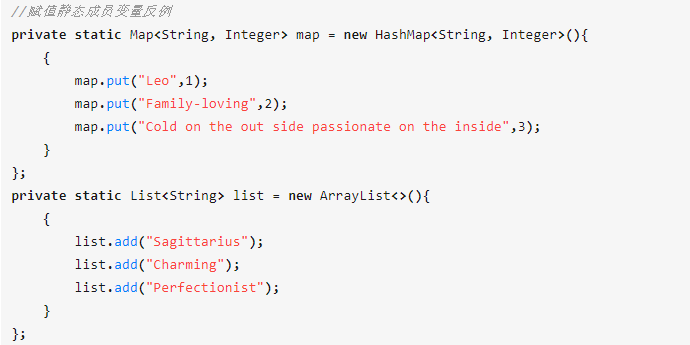 //赋值静态成员变量反例
private static Map<String, Integer> map = new HashMap<String, Integer>(){
    {
        map.put("Leo",1);
        map.put("Family-loving",2);
        map.put("Cold on the out side passionate on the inside",3);
    }
};
private static List<String> list = new ArrayList<>(){
    {
        list.add("Sagittarius");
        list.add("Charming");
        list.add("Perfectionist");
    }
};